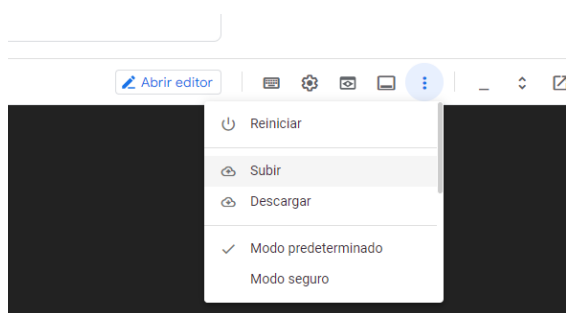 Abrir editor
Reiniciar
Subir
Descargar
Modo predeterminado
Modo seguro